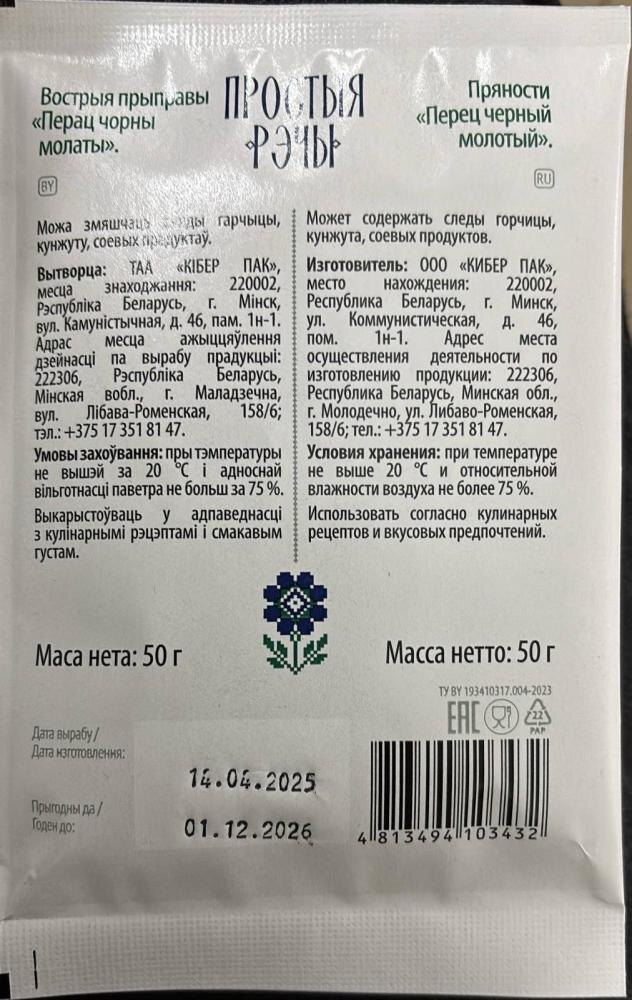 Вострыя прыправы
«Перац чорны
молаты».
BY
ПРОСТЫЯ
РЭЧЫ
Пряности
«Перец черный
молотый».
RU
Можа змяшчаць сляды гарчыцы,
кунжуту, соевых прадуктаў.
Вытворца: ТАА «КІБЕР ПАК»,
месца знаходжання: 220002,
Рэспубліка Беларусь, г. Мінск,
вул. Камуністычная, д. 46, пам. 1н-1.
Адрас месца ажыццяўлення
дзейнасці па вырабу прадукцыі:
222306, Рэспубліка Беларусь,
Мінская вобл., г. Маладзечна,
вул. Лібава-Роменская, 158/6;
тэл.: +375 17 351 81 47.
Умовы захоўвання: пры тэмпературы
не вышэй за 20 °С і адноснай
вільготнасці паветра не больш за 75 %.
Выкарыстоўваць у адпаведнасці
з кулінарнымі рэцэптамі і смакавым
густам.
Может содержать следы горчицы,
кунжута, соевых продуктов.
Изготовитель: ООО «КИБЕР ПАК»,
место нахождения: 220002,
Республика Беларусь, г. Минск,
ул. Коммунистическая, д. 46,
пом. 1н-1. Адрес места
осуществления деятельности по
изготовлению продукции: 222306,
Республика Беларусь, Минская обл.,
г. Молодечно, ул. Либаво-Роменская,
158/6; тел.: +375 17 351 81 47.
Условия хранения: при температуре
не выше 20 °С и относительной
влажности воздуха не более 75 %.
Использовать согласно кулинарных
рецептов и вкусовых предпочтений.
Маса нета: 50 г
Масса нетто: 50 г
ТУ BY 193410317.004-2023
EAC
22
PAP
Дата вырабу/
Дата изготовления:
14.04.2025
Прыгодны да/
Годен до:
01.12.2026
4 813494 103432